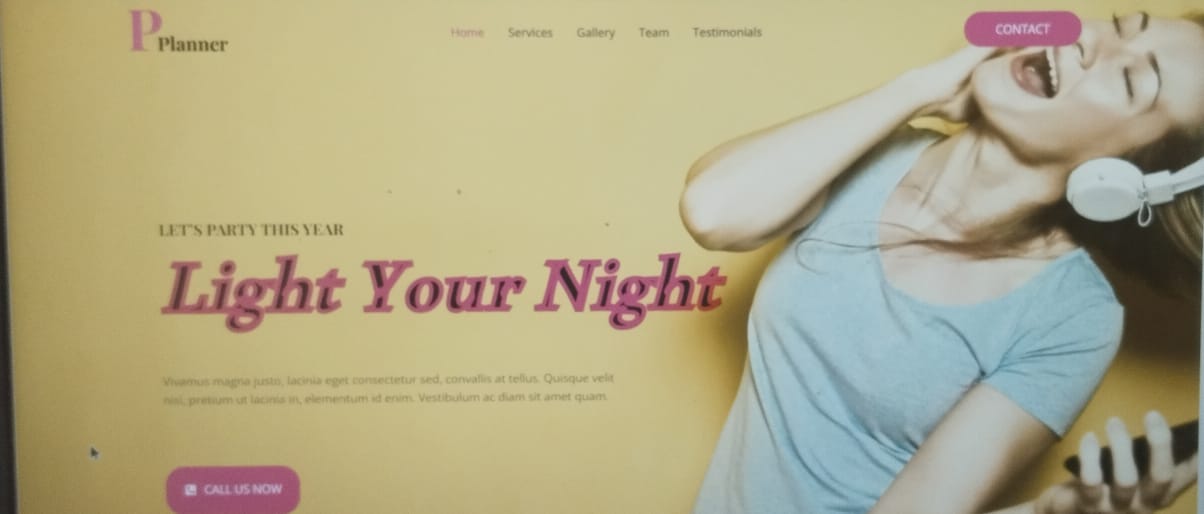 P
Planner
Home Services Gallery Team Testimonials
CONTACT
LET'S PARTY THIS YEAR
Light Your Night
Vivamus magna justo, lacinia eget consectetur sed, convallis at tellus. Quisque velit
nisi, pretium ut lacinia in, elementum id enim. Vestibulum ac diam sit amet quam.
CALL US NOW